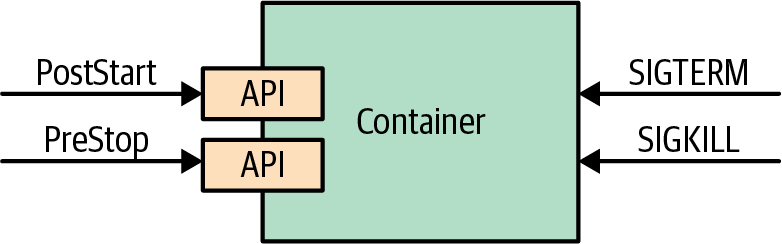 PostStart
API
SIGTERM
Container
PreStop
API
SIGKILL